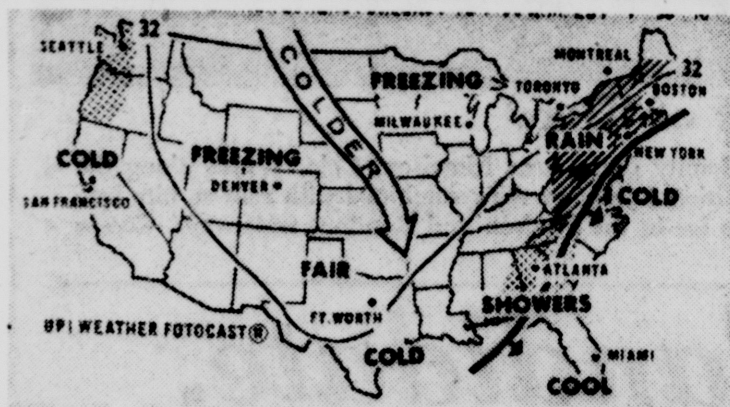 32
SEATTLE
COLDER
FREEZING
MONTREAL
TORONTO
32
BOSTON
MILWAUKEE
RAIN
NEW YORK
COLD
FREEZING
DENVER
SAN FRANCISCO
COLD
FAIR
ATLANTA
FT. WORTH
SHOWERS
UPI WEATHER FOTOCAST ®
COLD
MIAMI
COOL